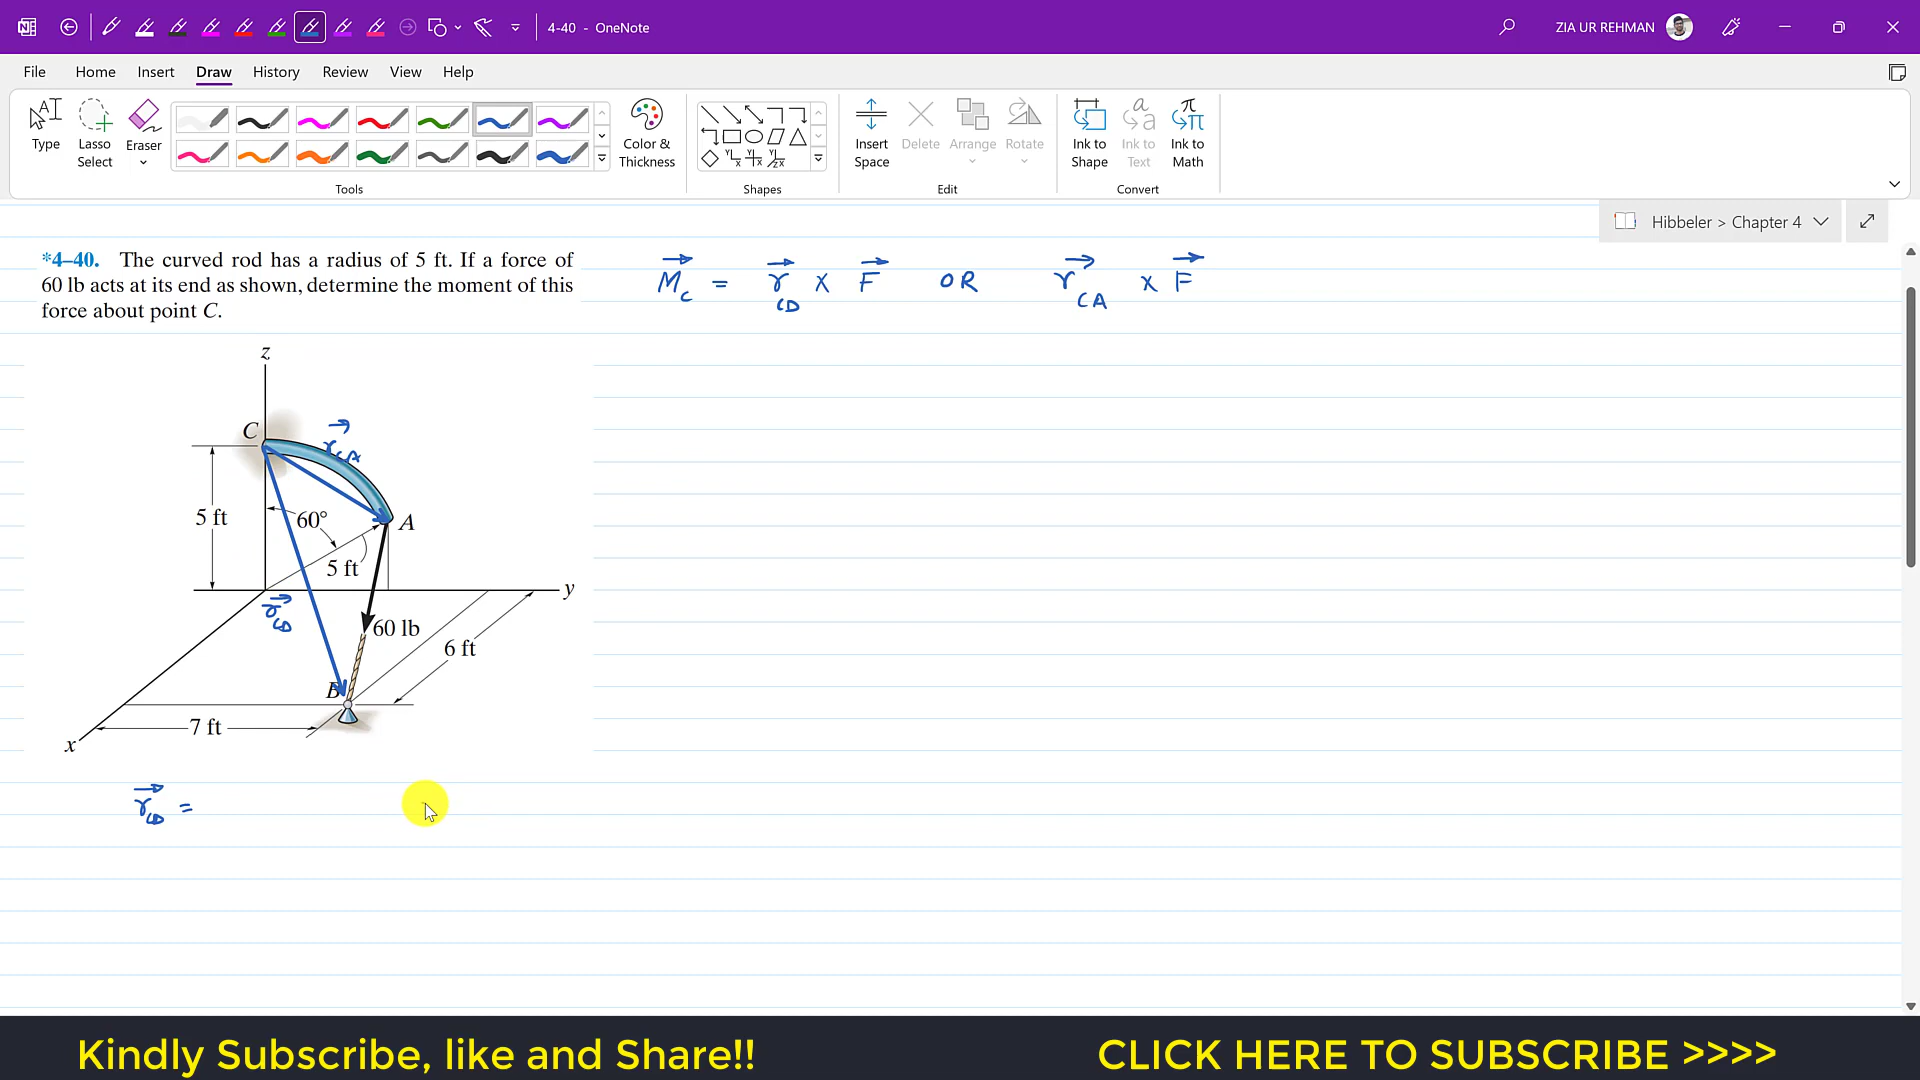 4-40 - OneNote
ZIA UR REHMAN
File Home Insert Draw History Review View Help
Type
Lasso Select
Eraser
Color & Thickness
Insert Space
Delete
Arrange
Rotate
Ink to Shape
Ink to Text
Ink to Math
Tools
Shapes
Edit
Convert
Hibbeler > Chapter 4
*4–40. The curved rod has a radius of 5 ft. If a force of
60 lb acts at its end as shown, determine the moment of this
force about point C.
M_C = r_CD x F OR r_CA x F
z
C
r_CA
5 ft
60°
A
5 ft
y
r_CD
60 lb
6 ft
B
7 ft
x
r_CD =
Kindly Subscribe, like and Share!!
CLICK HERE TO SUBSCRIBE >>>>